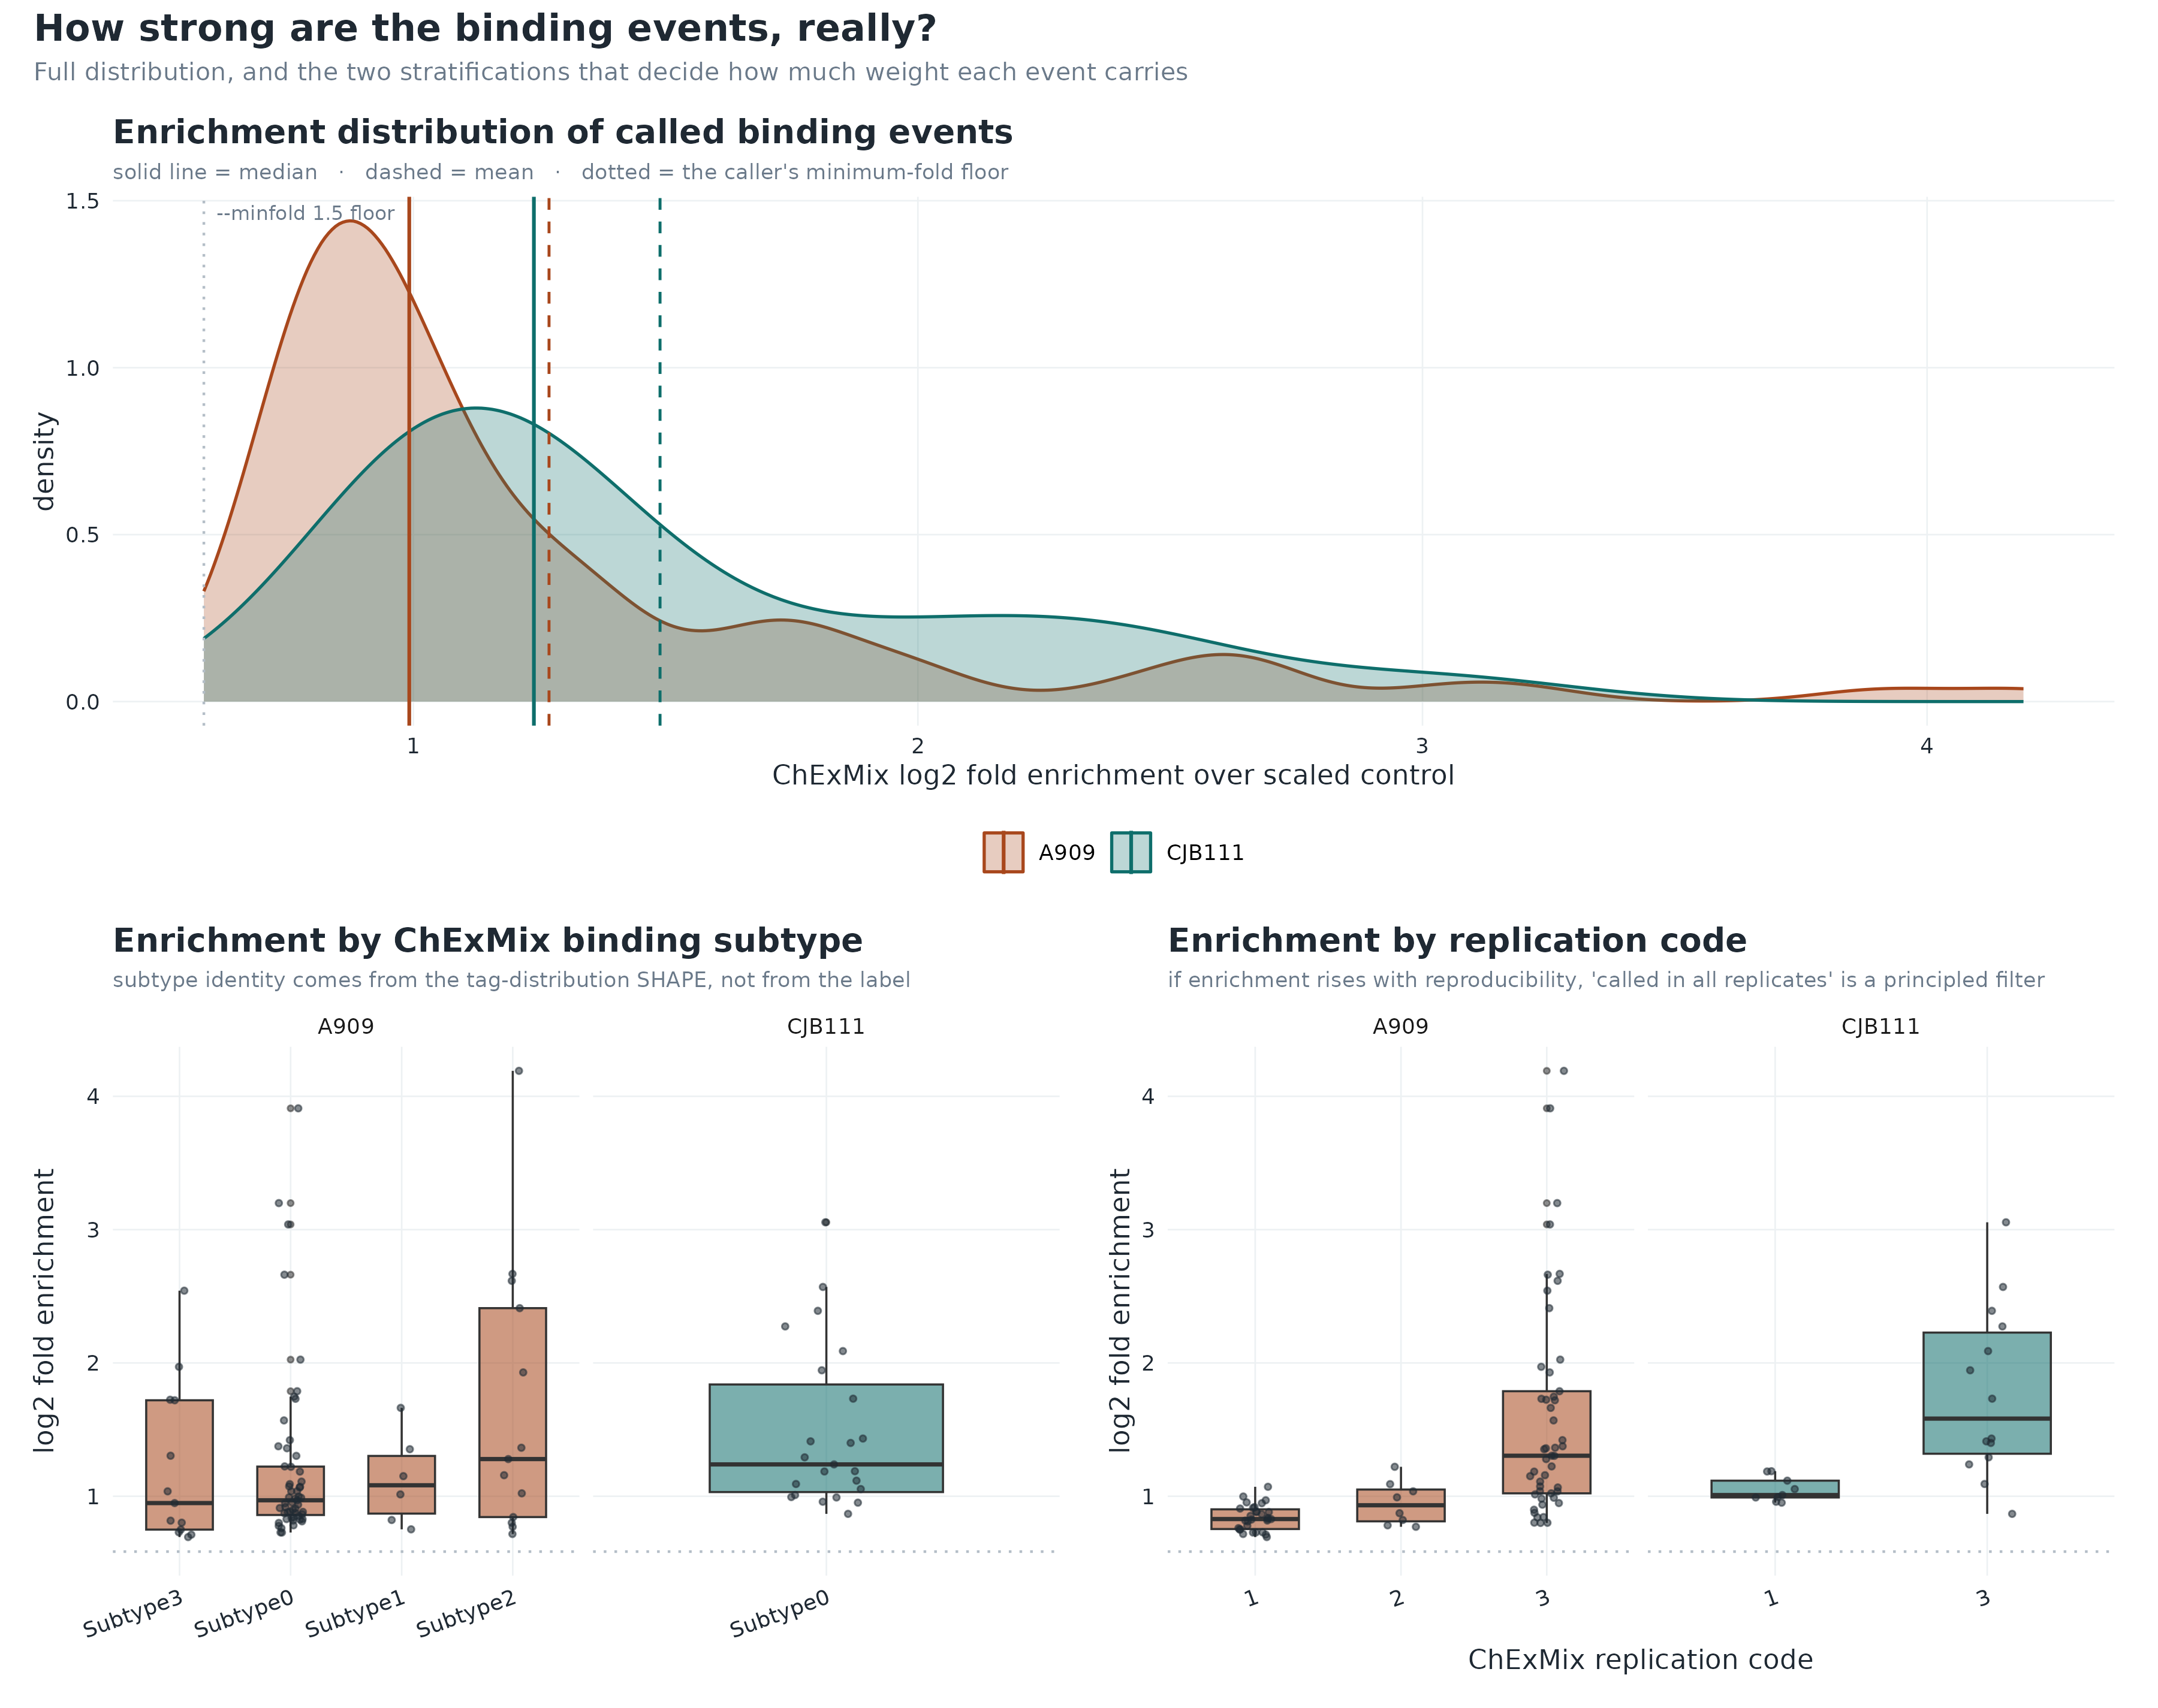 How strong are the binding events, really?
Full distribution, and the two stratifications that decide how much weight each event carries
Enrichment distribution of called binding events
solid line = median · dashed = mean · dotted = the caller's minimum-fold floor
--minfold 1.5 floor
1.5
1.0
0.5
0.0
density
1 2 3 4
ChExMix log2 fold enrichment over scaled control
A909 CJB111
Enrichment by ChExMix binding subtype
subtype identity comes from the tag-distribution SHAPE, not from the label
A909 CJB111
4
3
2
1
log2 fold enrichment
Subtype3 Subtype0 Subtype1 Subtype2 Subtype0
Enrichment by replication code
if enrichment rises with reproducibility, 'called in all replicates' is a principled filter
A909 CJB111
4
3
2
1
log2 fold enrichment
1 2 3 1 3
ChExMix replication code